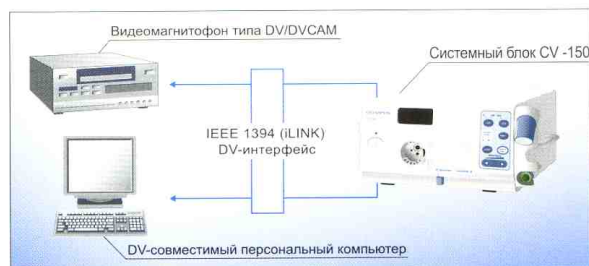 Видеомагнитофон типа DV/DVCAM
Системный блок CV -150
IEEE 1394 (iLINK)
DV-интерфейс
DV-совместимый персональный компьютер